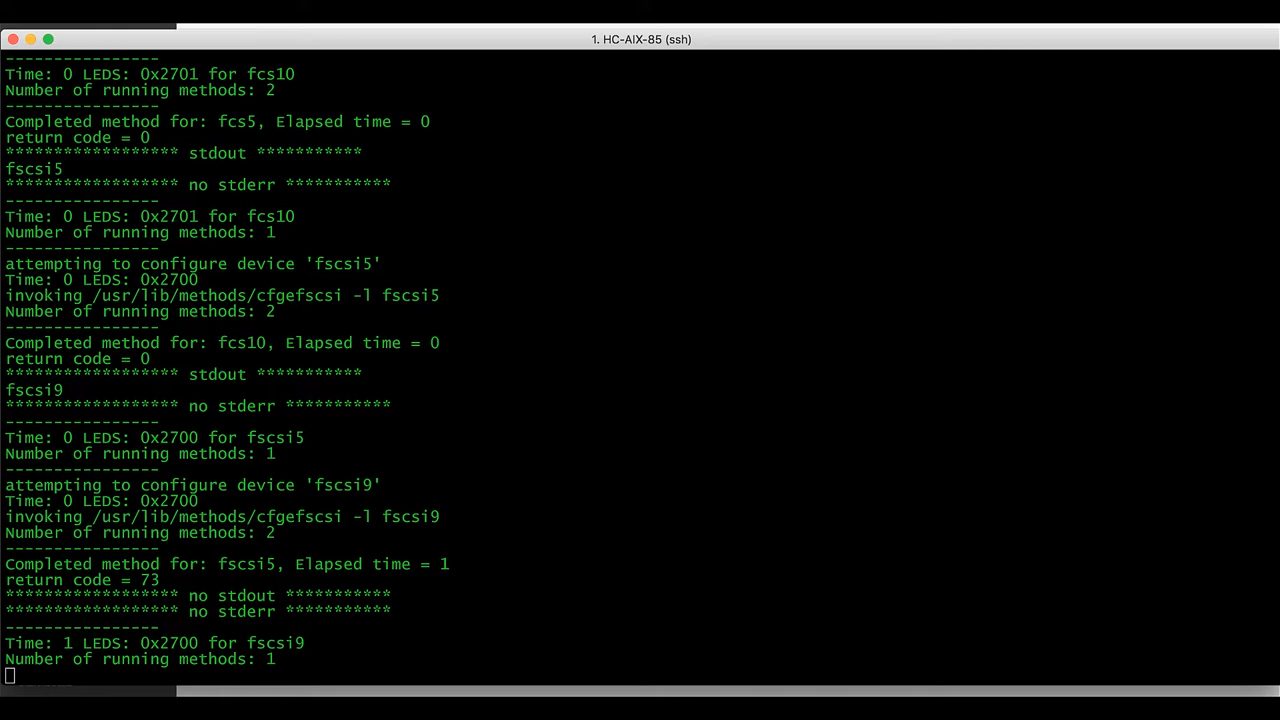 1. HC-AIX-85 (ssh)
----------------
Time: 0 LEDS: 0x2701 for fcs10
Number of running methods: 2
----------------
Completed method for: fcs5, Elapsed time = 0
return code = 0
****************** stdout ***********
fscsi5
****************** no stderr ***********
----------------
Time: 0 LEDS: 0x2701 for fcs10
Number of running methods: 1
----------------
attempting to configure device 'fscsi5'
Time: 0 LEDS: 0x2700
invoking /usr/lib/methods/cfgefscsi -l fscsi5
Number of running methods: 2
----------------
Completed method for: fcs10, Elapsed time = 0
return code = 0
****************** stdout ***********
fscsi9
****************** no stderr ***********
----------------
Time: 0 LEDS: 0x2700 for fscsi5
Number of running methods: 1
----------------
attempting to configure device 'fscsi9'
Time: 0 LEDS: 0x2700
invoking /usr/lib/methods/cfgefscsi -l fscsi9
Number of running methods: 2
----------------
Completed method for: fscsi5, Elapsed time = 1
return code = 73
****************** no stdout ***********
****************** no stderr ***********
----------------
Time: 1 LEDS: 0x2700 for fscsi9
Number of running methods: 1